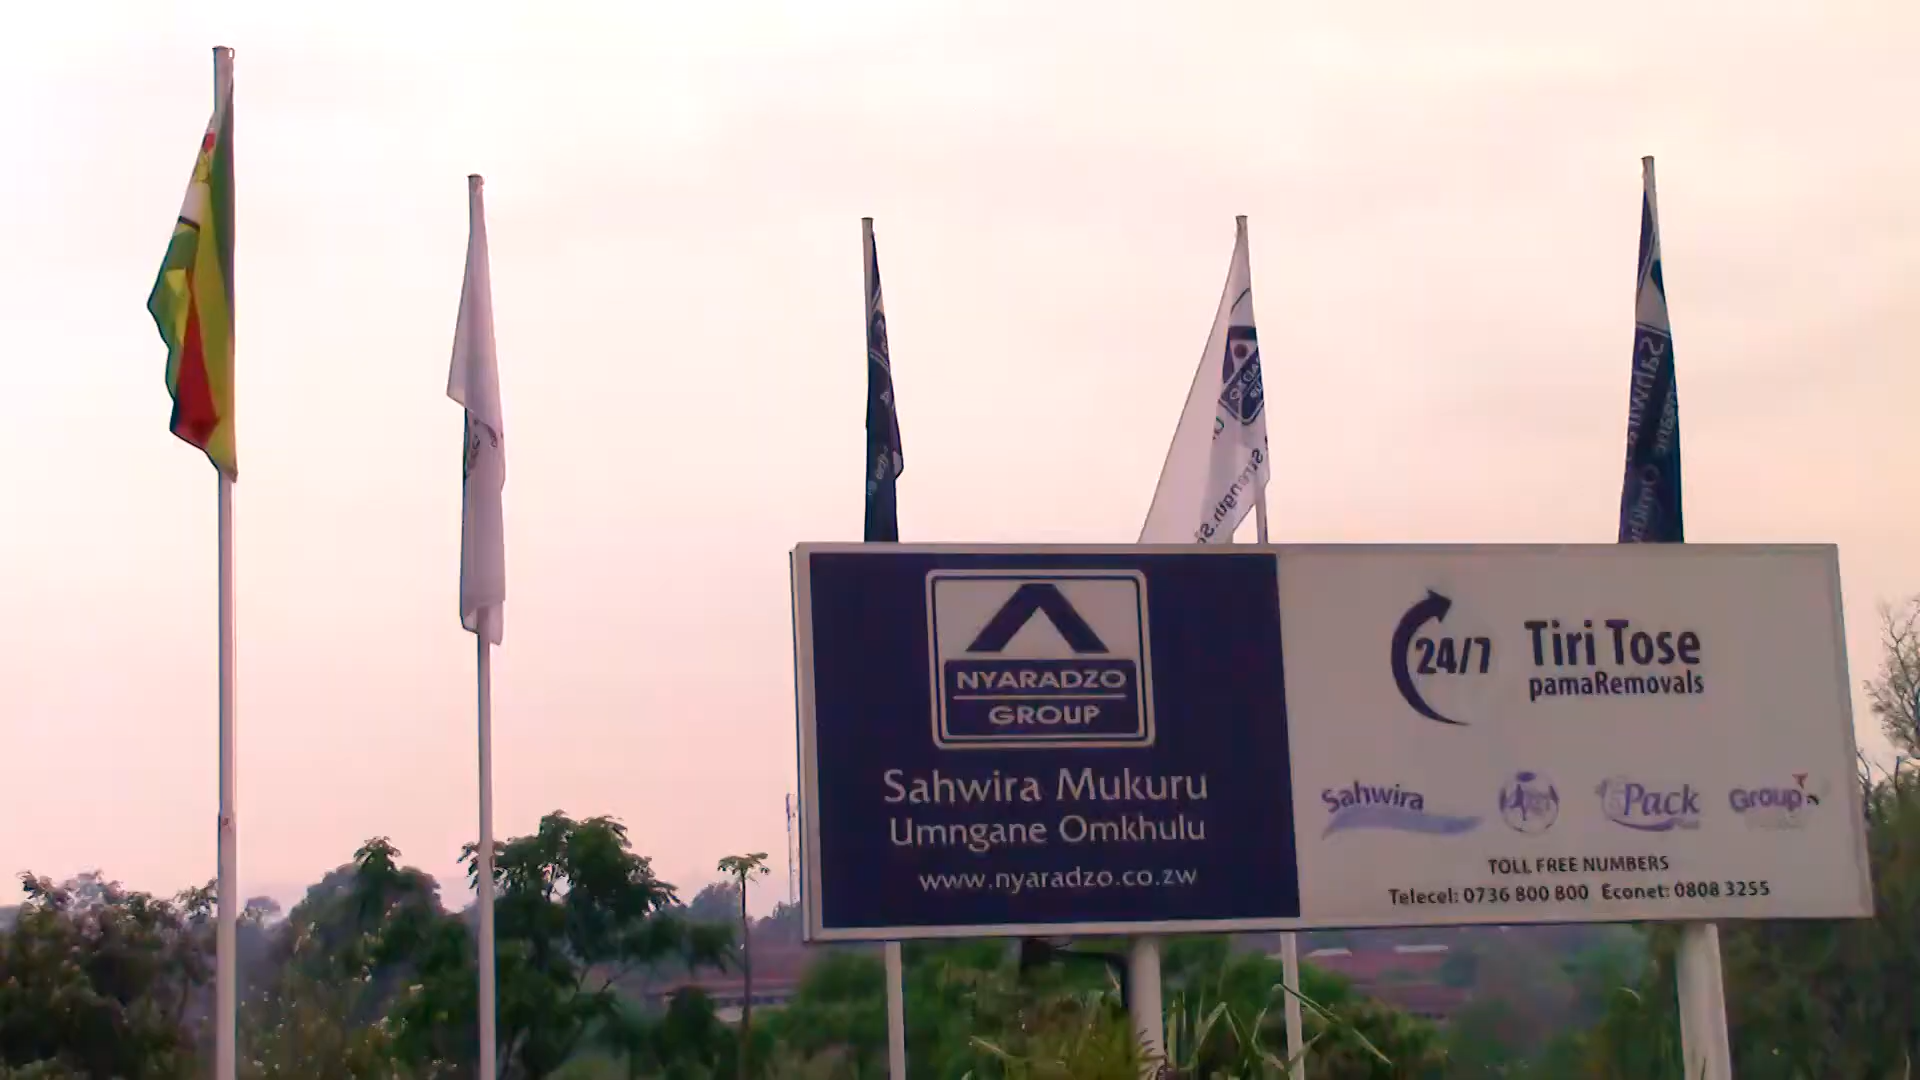 NYARADZO
GROUP
Sahwira Mukuru
Umngane Omkhulu
www.nyaradzo.co.zw
24/7
Tiri Tose
pamaRemovals
Sahwira
Pack
Group
TOLL FREE NUMBERS
Telecel: 0736 800 800 Econet: 0808 3255